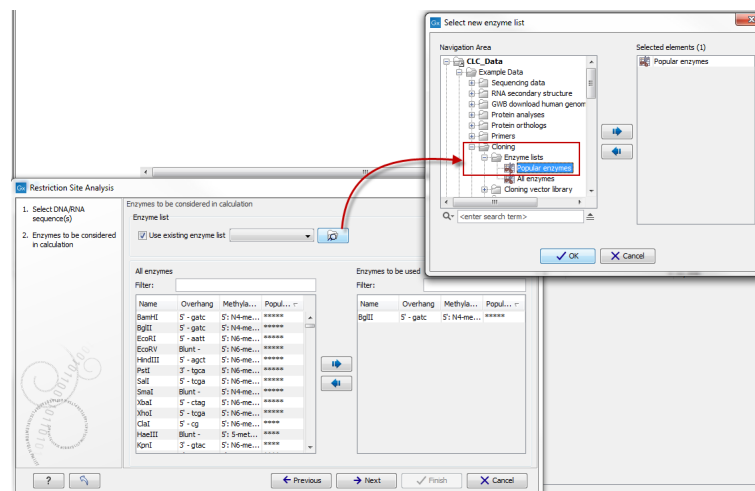 Select new enzyme list
Navigation Area
CLC_Data
Example Data
Sequencing data
RNA secondary structure
GWB download human genom
Protein analyses
Protein orthologs
Primers
Cloning
Enzyme lists
Popular enzymes
All enzymes
Cloning vector library
<enter search term>
Selected elements (1)
Popular enzymes
OK Cancel
Restriction Site Analysis
1. Select DNA/RNA
sequence(s)
2. Enzymes to be considered
in calculation
Enzymes to be considered in calculation
Enzyme list
Use existing enzyme list
All enzymes
Filter:
Name Overhang Methyla... Popul...
BamHI 5' - gatc 5': N4-me... *****
BglII 5' - gatc 5': N4-me... *****
EcoRI 5' - aatt 5': N6-me... *****
EcoRV Blunt - 5': N6-me... *****
HindIII 5' - agct 5': N6-me... *****
PstI 3' - tgca 5': N6-me... *****
SalI 5' - tcga 5': N6-me... *****
SmaI Blunt - 5': N4-me... *****
XbaI 5' - ctag 5': N6-me... *****
XhoI 5' - tcga 5': N6-me... *****
ClaI 5' - cg 5': N6-me... ****
HaeIII Blunt - 5': 5-met... ****
KpnI 3' - gtac 5': N6-me... ****
Enzymes to be used
Filter:
Name Overhang Methyla... Popul...
BglII 5' - gatc 5': N4-me... *****
? Previous Next Finish Cancel